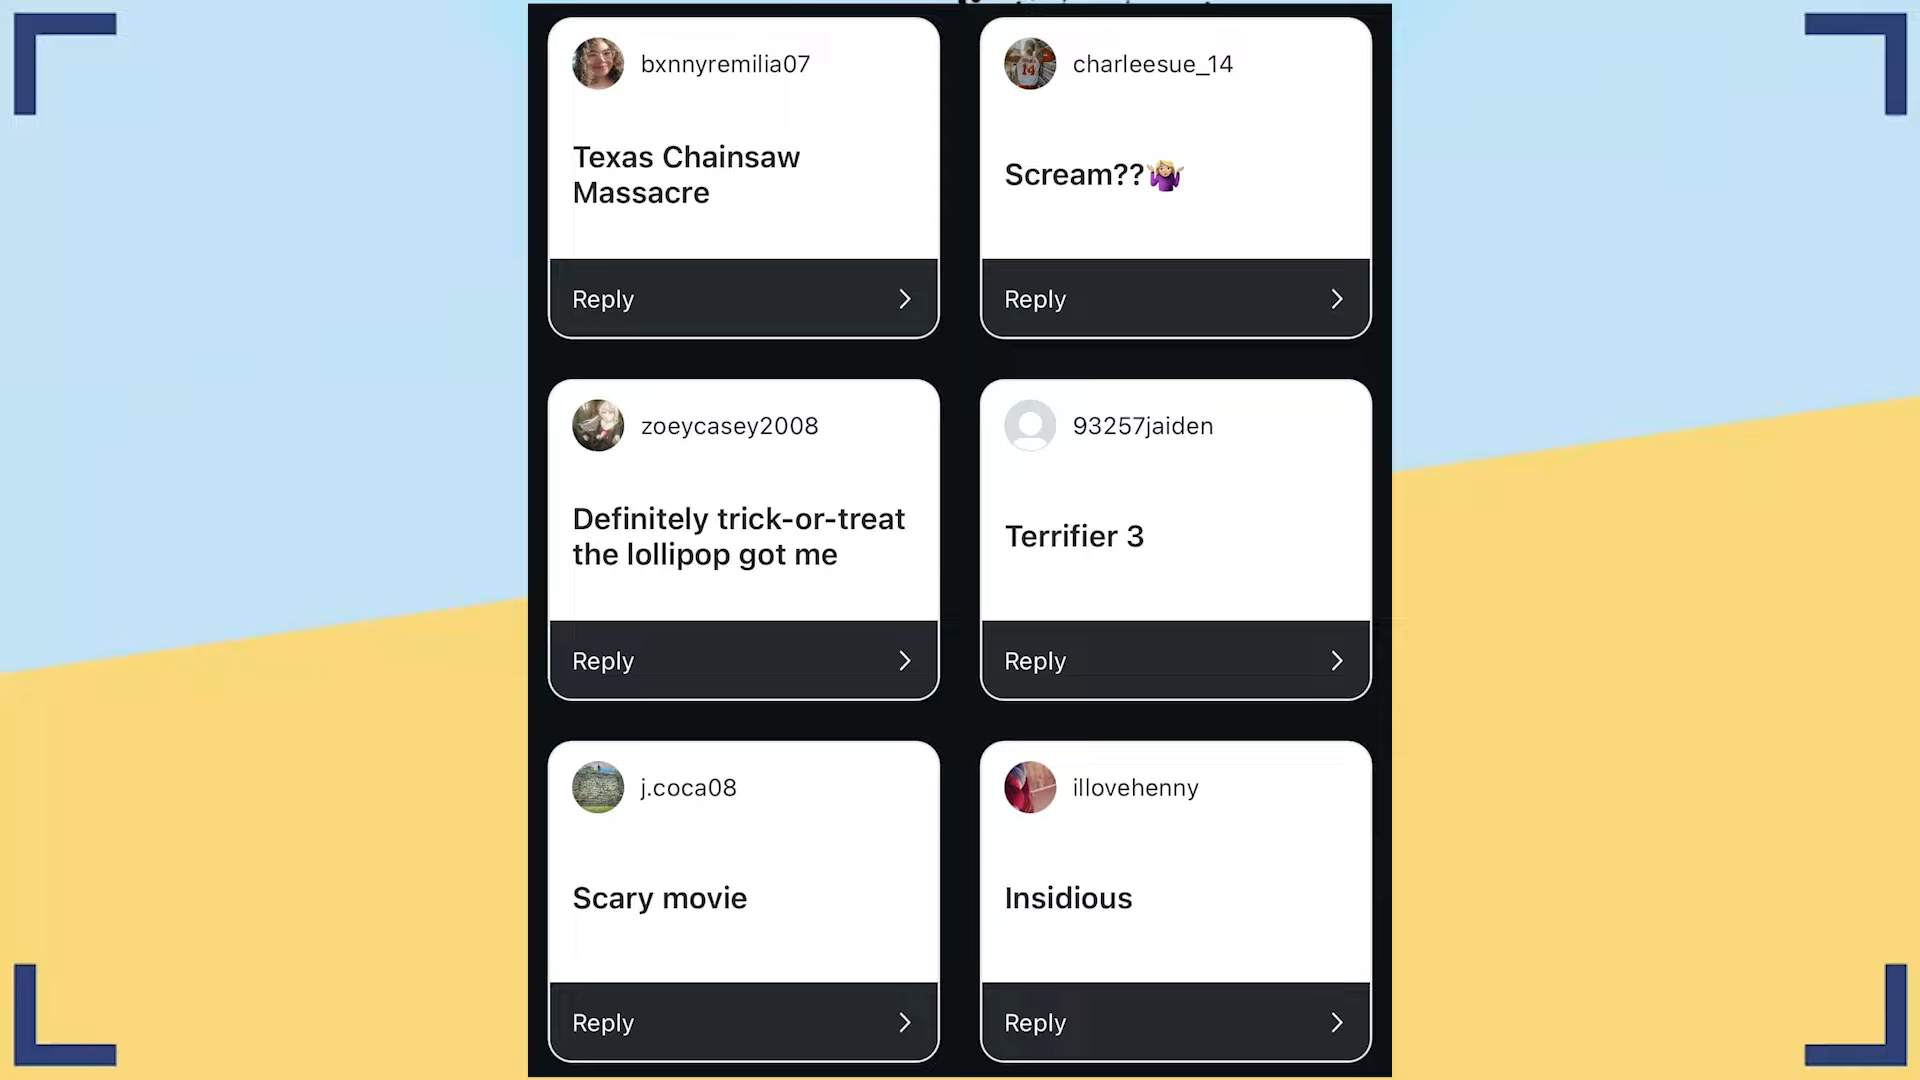 bxnnyremilia07
Texas Chainsaw
Massacre
Reply
charleesue_14
Scream??🤷🏼‍♀️
Reply
zoeycasey2008
Definitely trick-or-treat
the lollipop got me
Reply
93257jaiden
Terrifier 3
Reply
j.coca08
Scary movie
Reply
illovehenny
Insidious
Reply